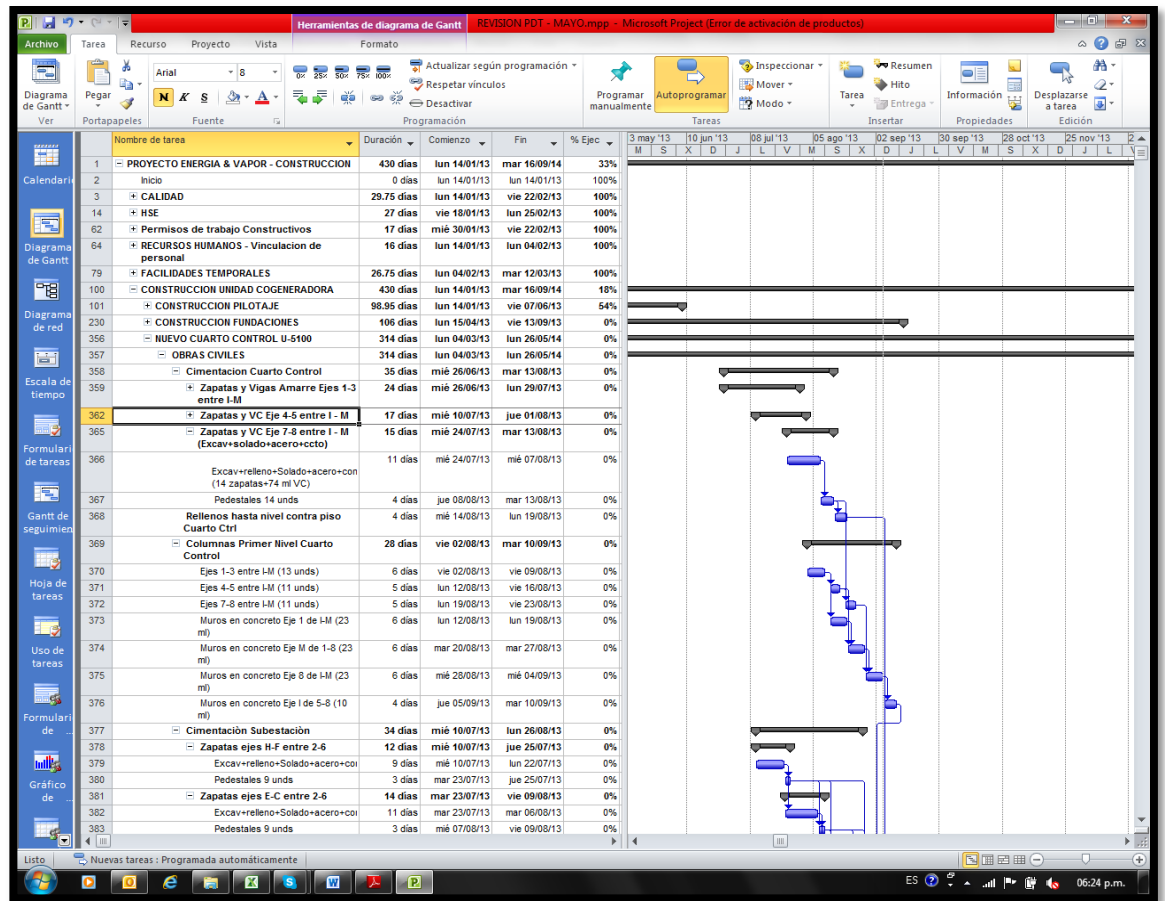 Herramientas de diagrama de Gantt REVISION PDT - MAYO.mpp - Microsoft Project (Error de activación de productos)
Archivo Tarea Recurso Proyecto Vista Formato
Diagrama de Gantt
Ver
Pegar
Portapapeles
Arial 8
N K S A
Fuente
0% 25% 50% 75% 100%
Actualizar según programación
Respetar vínculos
Desactivar
Programación
Programar manualmente
Autoprogramar
Inspeccionar
Mover
Modo
Tareas
Tarea
Resumen
Hito
Entrega
Insertar
Información
Propiedades
Desplazarse a tarea
Edición
Calendari
Diagrama de Gantt
Diagrama de red
Escala de tiempo
Formulari de tareas
Gantt de seguimien
Hoja de tareas
Uso de tareas
Formulari de ...
Gráfico de ...
Nombre de tarea Duración Comienzo Fin % Ejec
3 may '13 10 jun '13 08 jul '13 05 ago '13 02 sep '13 30 sep '13 28 oct '13 25 nov '13 2
M S X D J L V M S X D J L V M S X D J L V
1 PROYECTO ENERGIA & VAPOR - CONSTRUCCION 430 días lun 14/01/13 mar 16/09/14 33%
2 Inicio 0 días lun 14/01/13 lun 14/01/13 100%
3 CALIDAD 29.75 días lun 14/01/13 vie 22/02/13 100%
14 HSE 27 días vie 18/01/13 lun 25/02/13 100%
62 Permisos de trabajo Constructivos 17 días mié 30/01/13 vie 22/02/13 100%
64 RECURSOS HUMANOS - Vinculacion de 16 días lun 14/01/13 lun 04/02/13 100%
personal
79 FACILIDADES TEMPORALES 26.75 días lun 04/02/13 mar 12/03/13 100%
100 CONSTRUCCION UNIDAD COGENERADORA 430 días lun 14/01/13 mar 16/09/14 18%
101 CONSTRUCCION PILOTAJE 98.95 días lun 14/01/13 vie 07/06/13 54%
230 CONSTRUCCION FUNDACIONES 106 días lun 15/04/13 vie 13/09/13 0%
356 NUEVO CUARTO CONTROL U-5100 314 días lun 04/03/13 lun 26/05/14 0%
357 OBRAS CIVILES 314 días lun 04/03/13 lun 26/05/14 0%
358 Cimentacion Cuarto Control 35 días mié 26/06/13 mar 13/08/13 0%
359 Zapatas y Vigas Amarre Ejes 1-3 24 días mié 26/06/13 lun 29/07/13 0%
entre I-M
362 Zapatas y VC Eje 4-5 entre I - M 17 días mié 10/07/13 jue 01/08/13 0%
365 Zapatas y VC Eje 7-8 entre I - M 15 días mié 24/07/13 mar 13/08/13 0%
(Excav+solado+acero+ccto)
366 11 días mié 24/07/13 mié 07/08/13 0%
Excav+relleno+Solado+acero+con
(14 zapatas+74 ml VC)
367 Pedestales 14 unds 4 días jue 08/08/13 mar 13/08/13 0%
368 Rellenos hasta nivel contra piso 4 días mié 14/08/13 lun 19/08/13 0%
Cuarto Ctrl
369 Columnas Primer Nivel Cuarto 28 días vie 02/08/13 mar 10/09/13 0%
Control
370 Ejes 1-3 entre I-M (13 unds) 6 días vie 02/08/13 vie 09/08/13 0%
371 Ejes 4-5 entre I-M (11 unds) 5 días lun 12/08/13 vie 16/08/13 0%
372 Ejes 7-8 entre I-M (11 unds) 5 días lun 19/08/13 vie 23/08/13 0%
373 Muros en concreto Eje 1 de I-M (23 6 días lun 12/08/13 lun 19/08/13 0%
ml)
374 Muros en concreto Eje M de 1-8 (23 6 días mar 20/08/13 mar 27/08/13 0%
ml)
375 Muros en concreto Eje 8 de I-M (23 6 días mié 28/08/13 mié 04/09/13 0%
ml)
376 Muros en concreto Eje I de 5-8 (10 4 días jue 05/09/13 mar 10/09/13 0%
ml)
377 Cimentaciòn Subestaciòn 34 días mié 10/07/13 lun 26/08/13 0%
378 Zapatas ejes H-F entre 2-6 12 días mié 10/07/13 jue 25/07/13 0%
379 Excav+relleno+Solado+acero+co 9 días mié 10/07/13 lun 22/07/13 0%
380 Pedestales 9 unds 3 días mar 23/07/13 jue 25/07/13 0%
381 Zapatas ejes E-C entre 2-6 14 días mar 23/07/13 vie 09/08/13 0%
382 Excav+relleno+Solado+acero+co 11 días mar 23/07/13 mar 06/08/13 0%
383 Pedestales 9 unds 3 días mié 07/08/13 vie 09/08/13 0%
Listo Nuevas tareas : Programada automáticamente
ES 06:24 p.m.